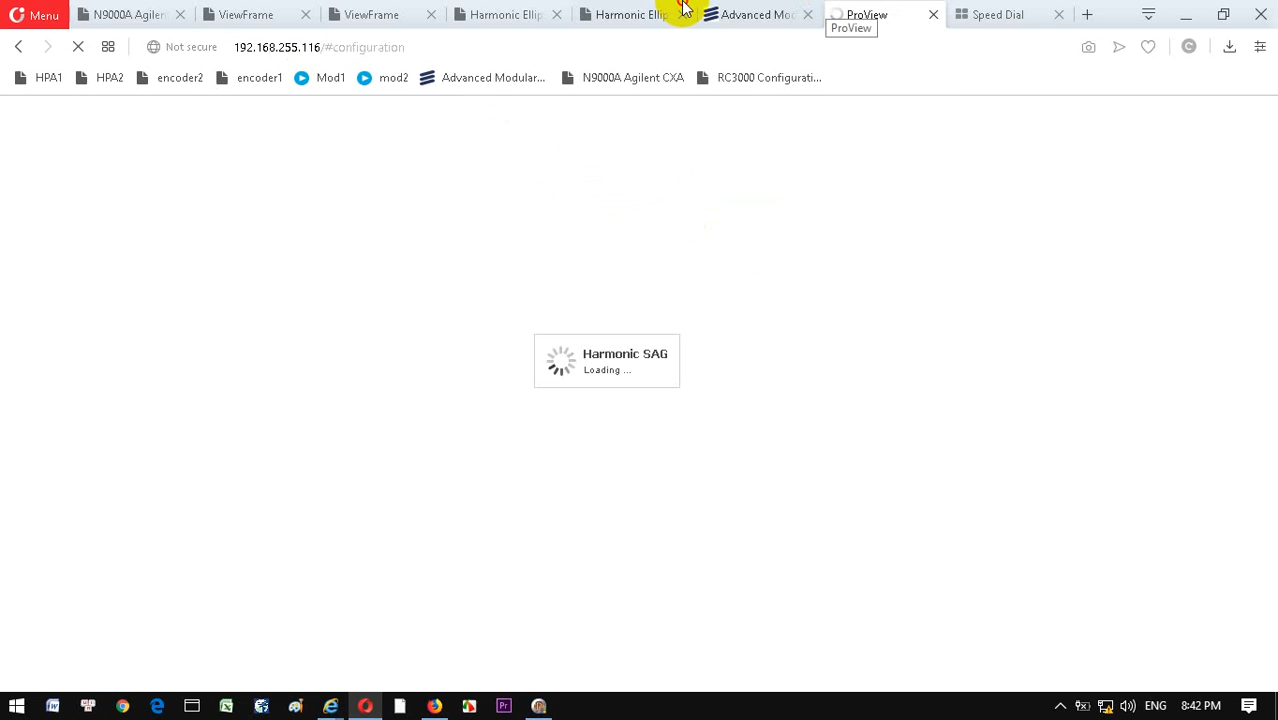 Menu N9000A Agilen ViewFrame ViewFrame Harmonic Ellip Harmonic Ellip Advanced Mo ProView Speed Dial
ProView
Not secure 192.168.255.116/#configuration
HPA1 HPA2 encoder2 encoder1 Mod1 mod2 Advanced Modular... N9000A Agilent CXA RC3000 Configurati...
Harmonic SAG
Loading ...
Pr ENG 8:42 PM